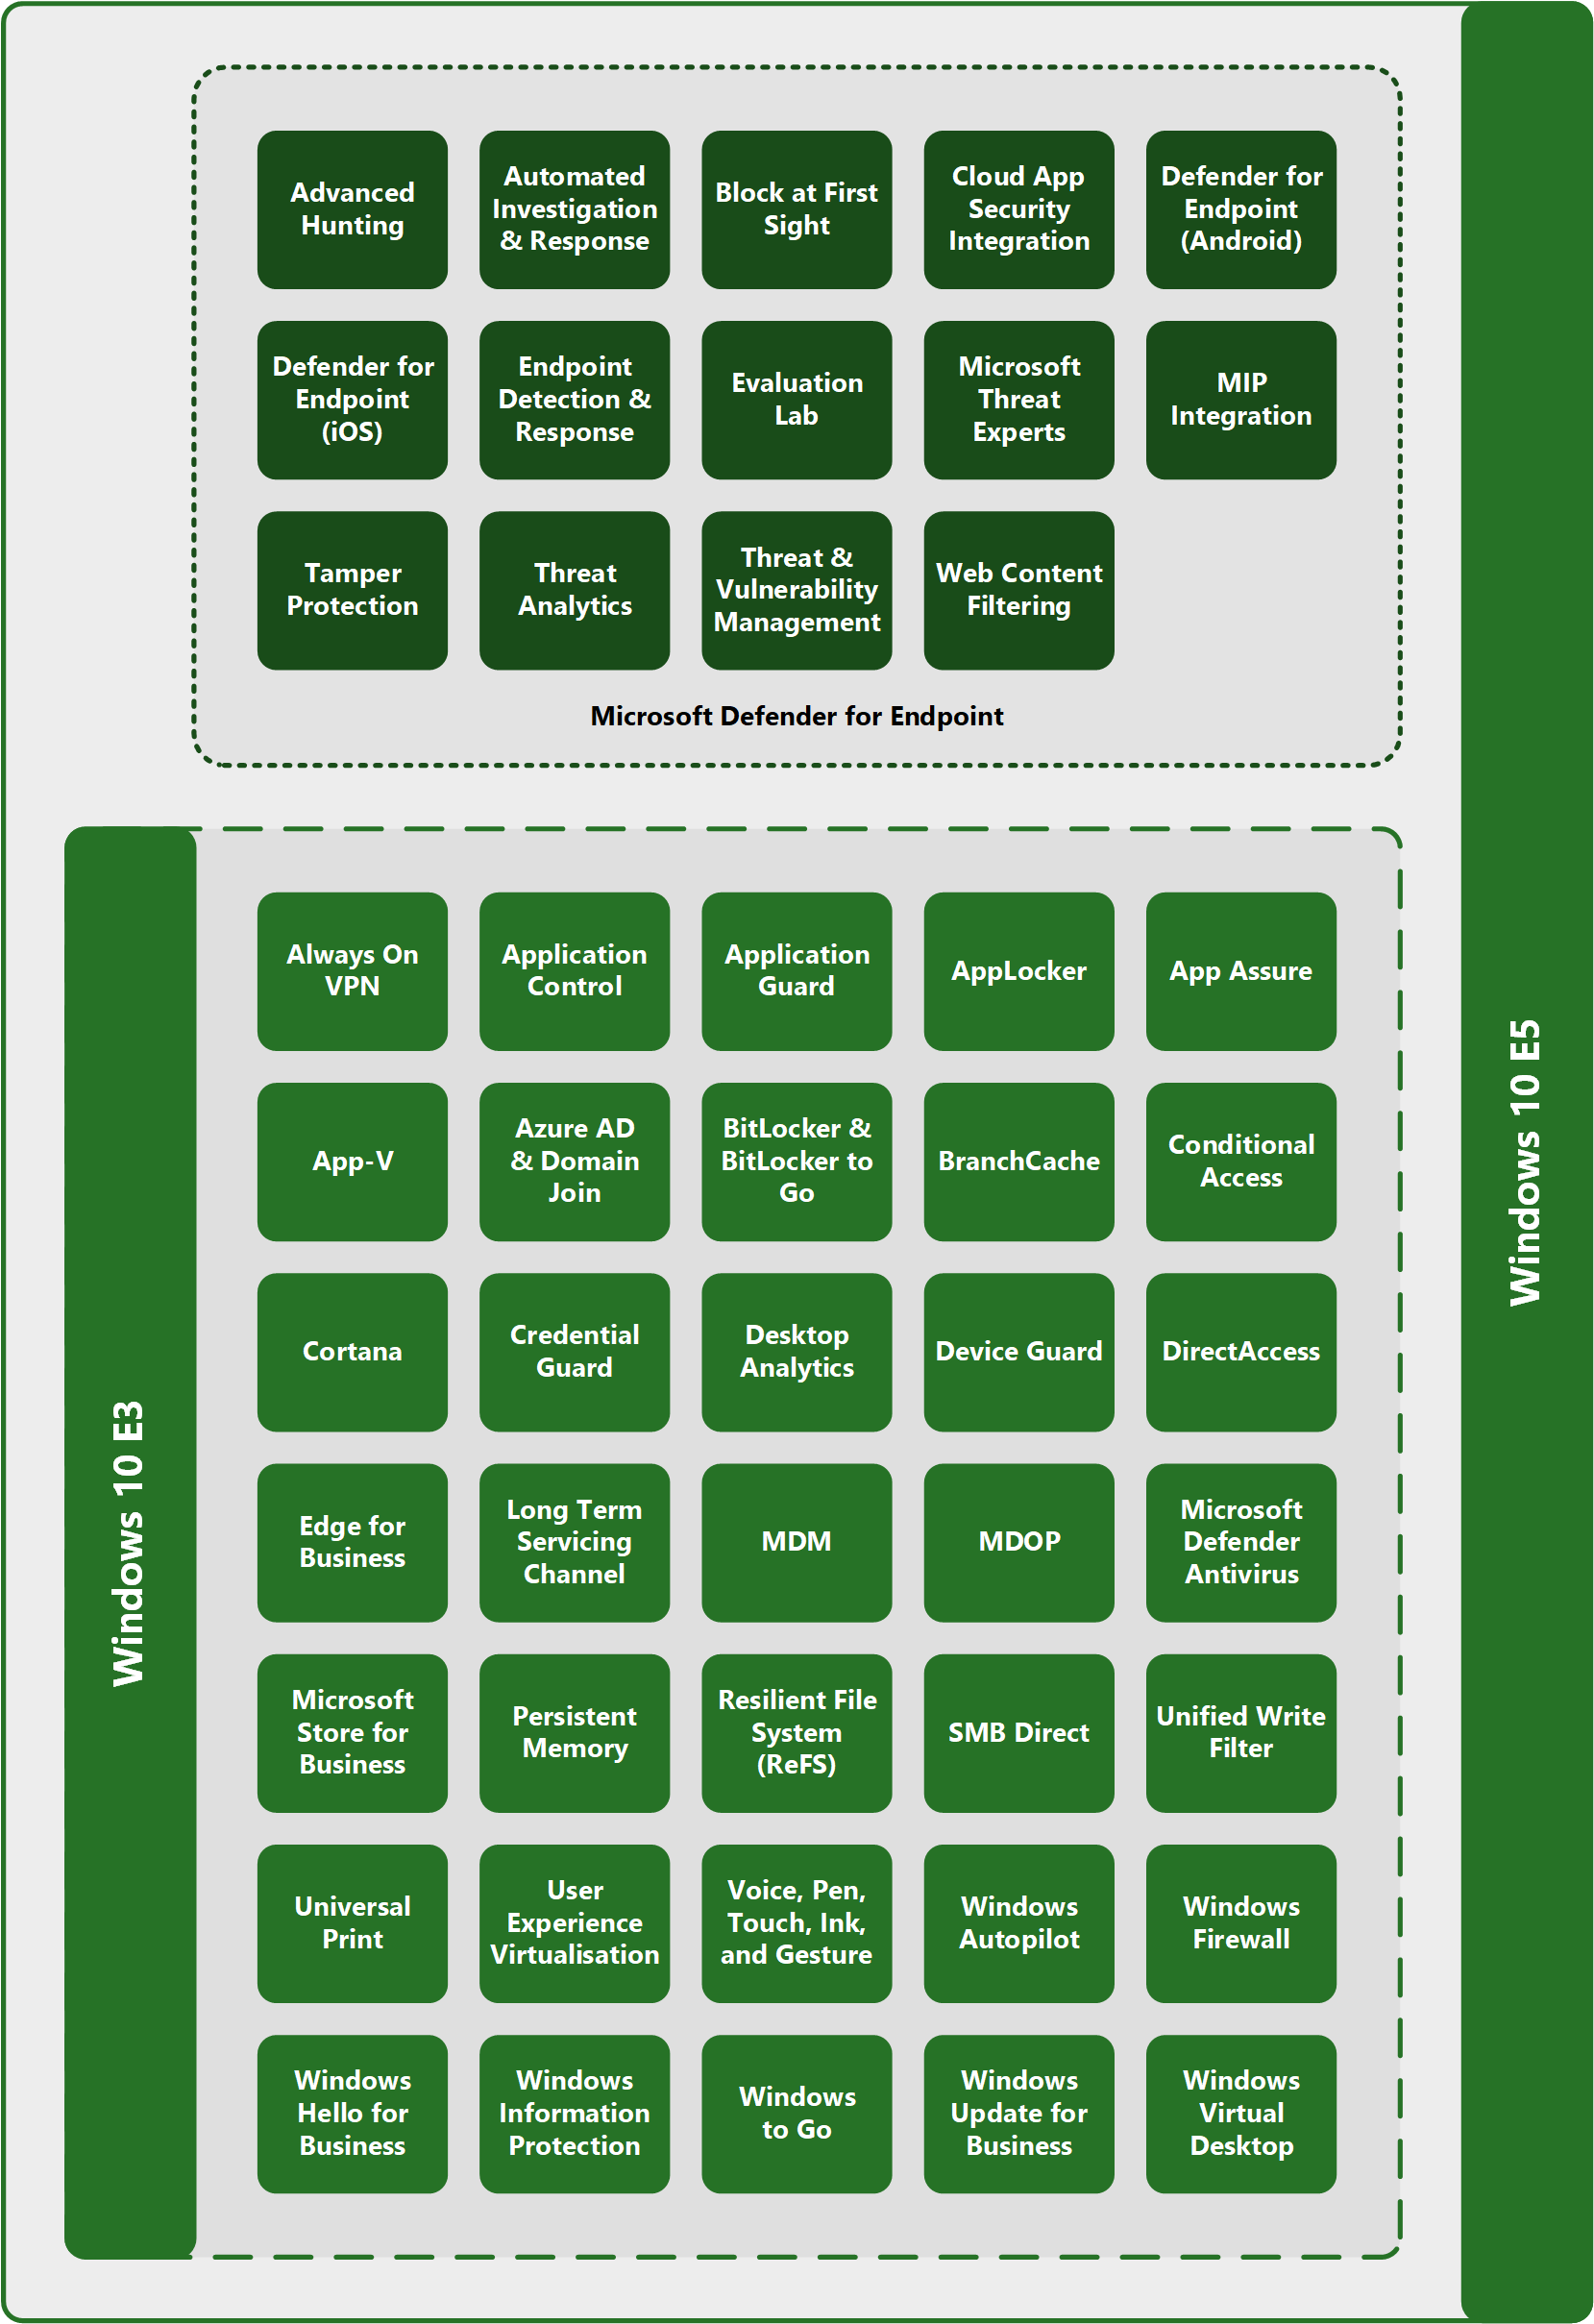 Advanced
Hunting
Automated
Investigation
& Response
Block at First
Sight
Cloud App
Security
Integration
Defender for
Endpoint
(Android)
Defender for
Endpoint
(iOS)
Endpoint
Detection &
Response
Evaluation
Lab
Microsoft
Threat
Experts
MIP
Integration
Tamper
Protection
Threat
Analytics
Threat &
Vulnerability
Management
Web Content
Filtering
Microsoft Defender for Endpoint
Windows 10 E5
Windows 10 E3
Always On
VPN
Application
Control
Application
Guard
AppLocker
App Assure
App-V
Azure AD
& Domain
Join
BitLocker &
BitLocker to
Go
BranchCache
Conditional
Access
Cortana
Credential
Guard
Desktop
Analytics
Device Guard
DirectAccess
Edge for
Business
Long Term
Servicing
Channel
MDM
MDOP
Microsoft
Defender
Antivirus
Microsoft
Store for
Business
Persistent
Memory
Resilient File
System
(ReFS)
SMB Direct
Unified Write
Filter
Universal
Print
User
Experience
Virtualisation
Voice, Pen,
Touch, Ink,
and Gesture
Windows
Autopilot
Windows
Firewall
Windows
Hello for
Business
Windows
Information
Protection
Windows
to Go
Windows
Update for
Business
Windows
Virtual
Desktop